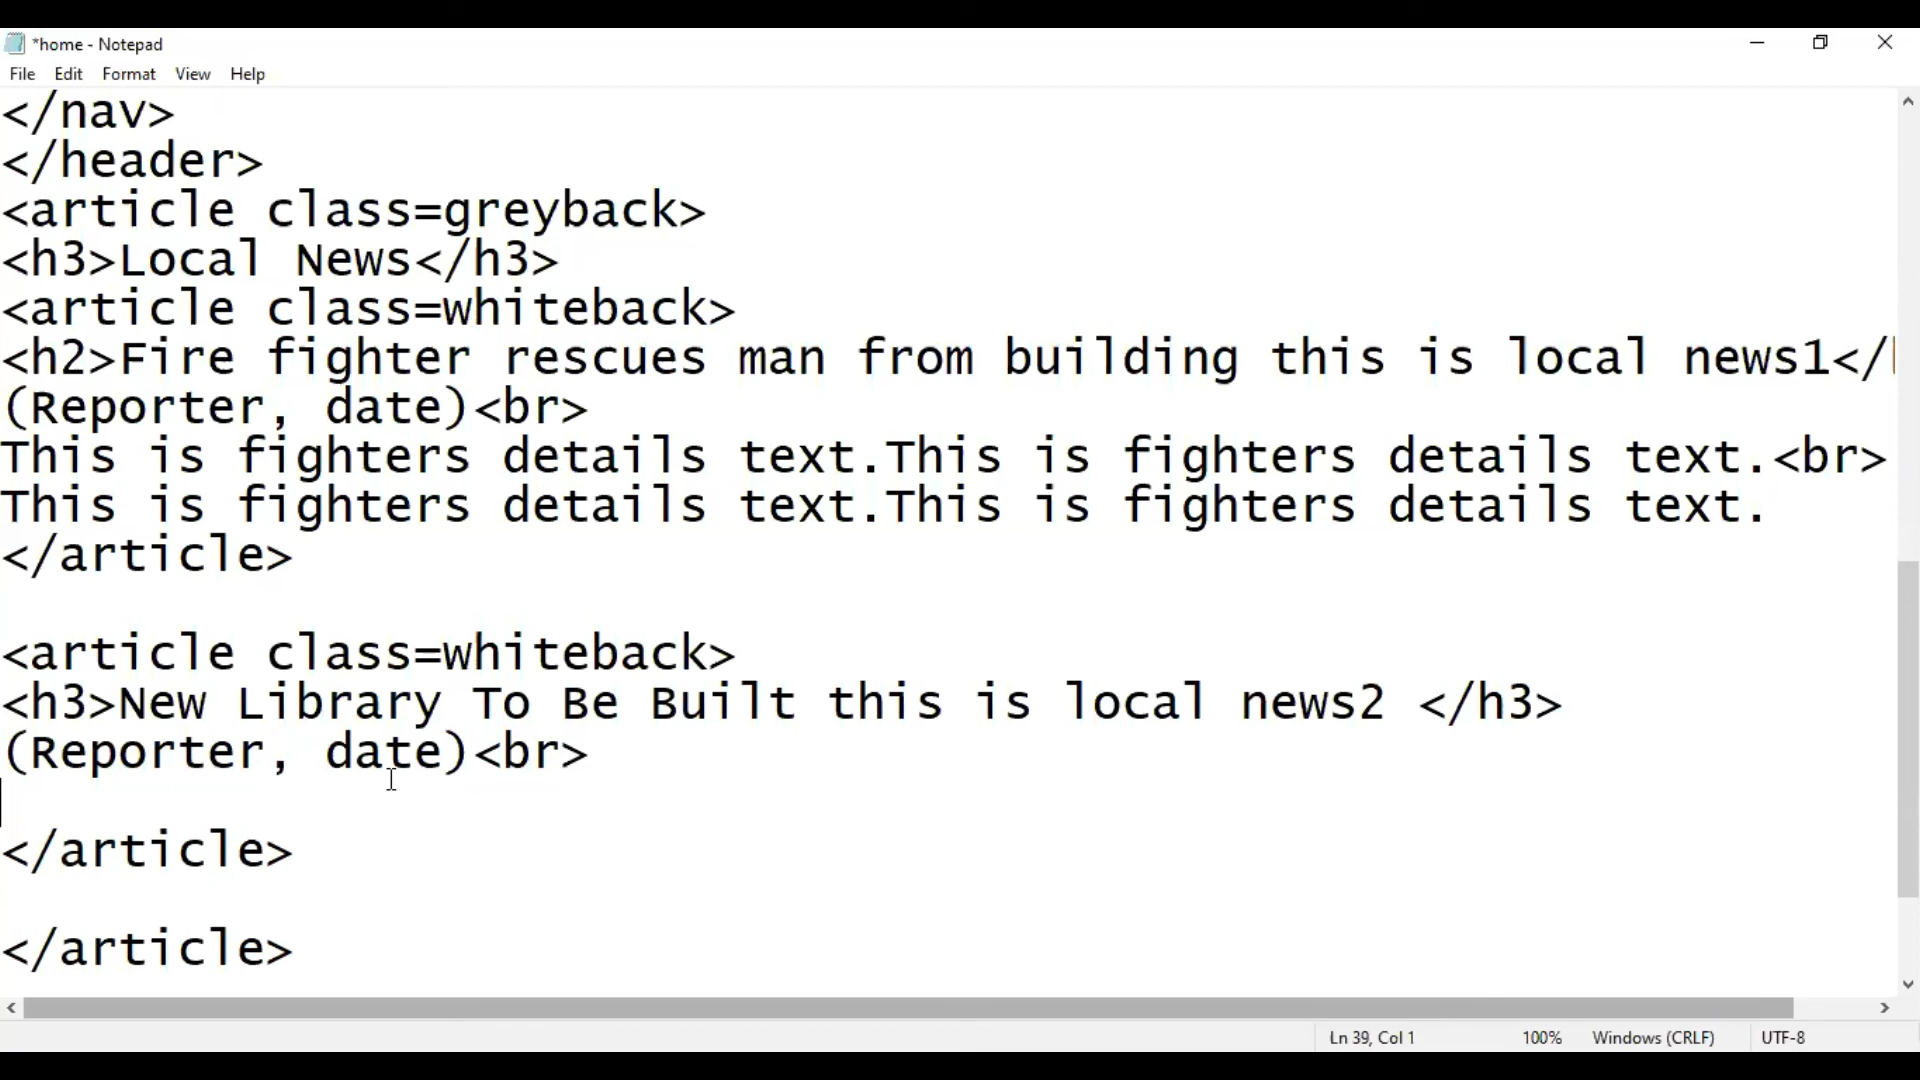 *home - Notepad
File Edit Format View Help
</nav>
</header>
<article class=greyback>
<h3>Local News</h3>
<article class=whiteback>
<h2>Fire fighter rescues man from building this is local news1</
(Reporter, date)<br>
This is fighters details text.This is fighters details text.<br>
This is fighters details text.This is fighters details text.
</article>
<article class=whiteback>
<h3>New Library To Be Built this is local news2 </h3>
(Reporter, date)<br>
</article>
</article>
Ln 39, Col 1 100% Windows (CRLF) UTF-8